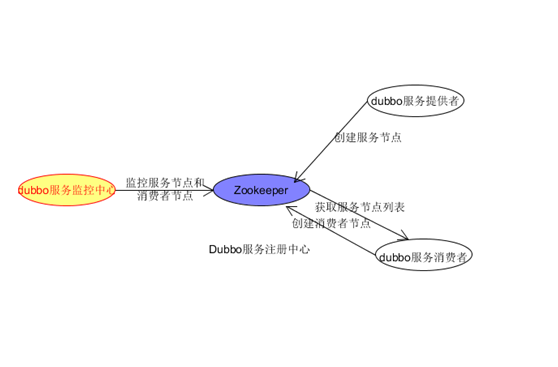 dubbo服务提供者
创建服务节点
dubbo服务监控中心
监控服务节点和
消费者节点
Zookeeper
获取服务节点列表
创建消费者节点
Dubbo服务注册中心
dubbo服务消费者